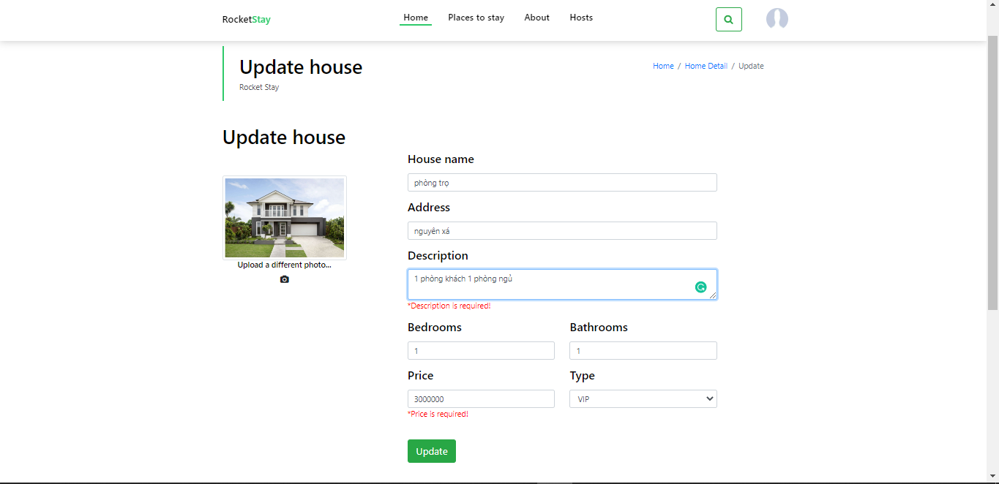 RocketStay
Home Places to stay About Hosts
Update house
Rocket Stay
Home / Home Detail / Update
Update house
House name
phòng trọ
Address
nguyên xá
Upload a different photo...
Description
1 phòng khách 1 phòng ngủ
*Description is required!
Bedrooms Bathrooms
1 1
Price Type
3000000 VIP
*Price is required!
Update